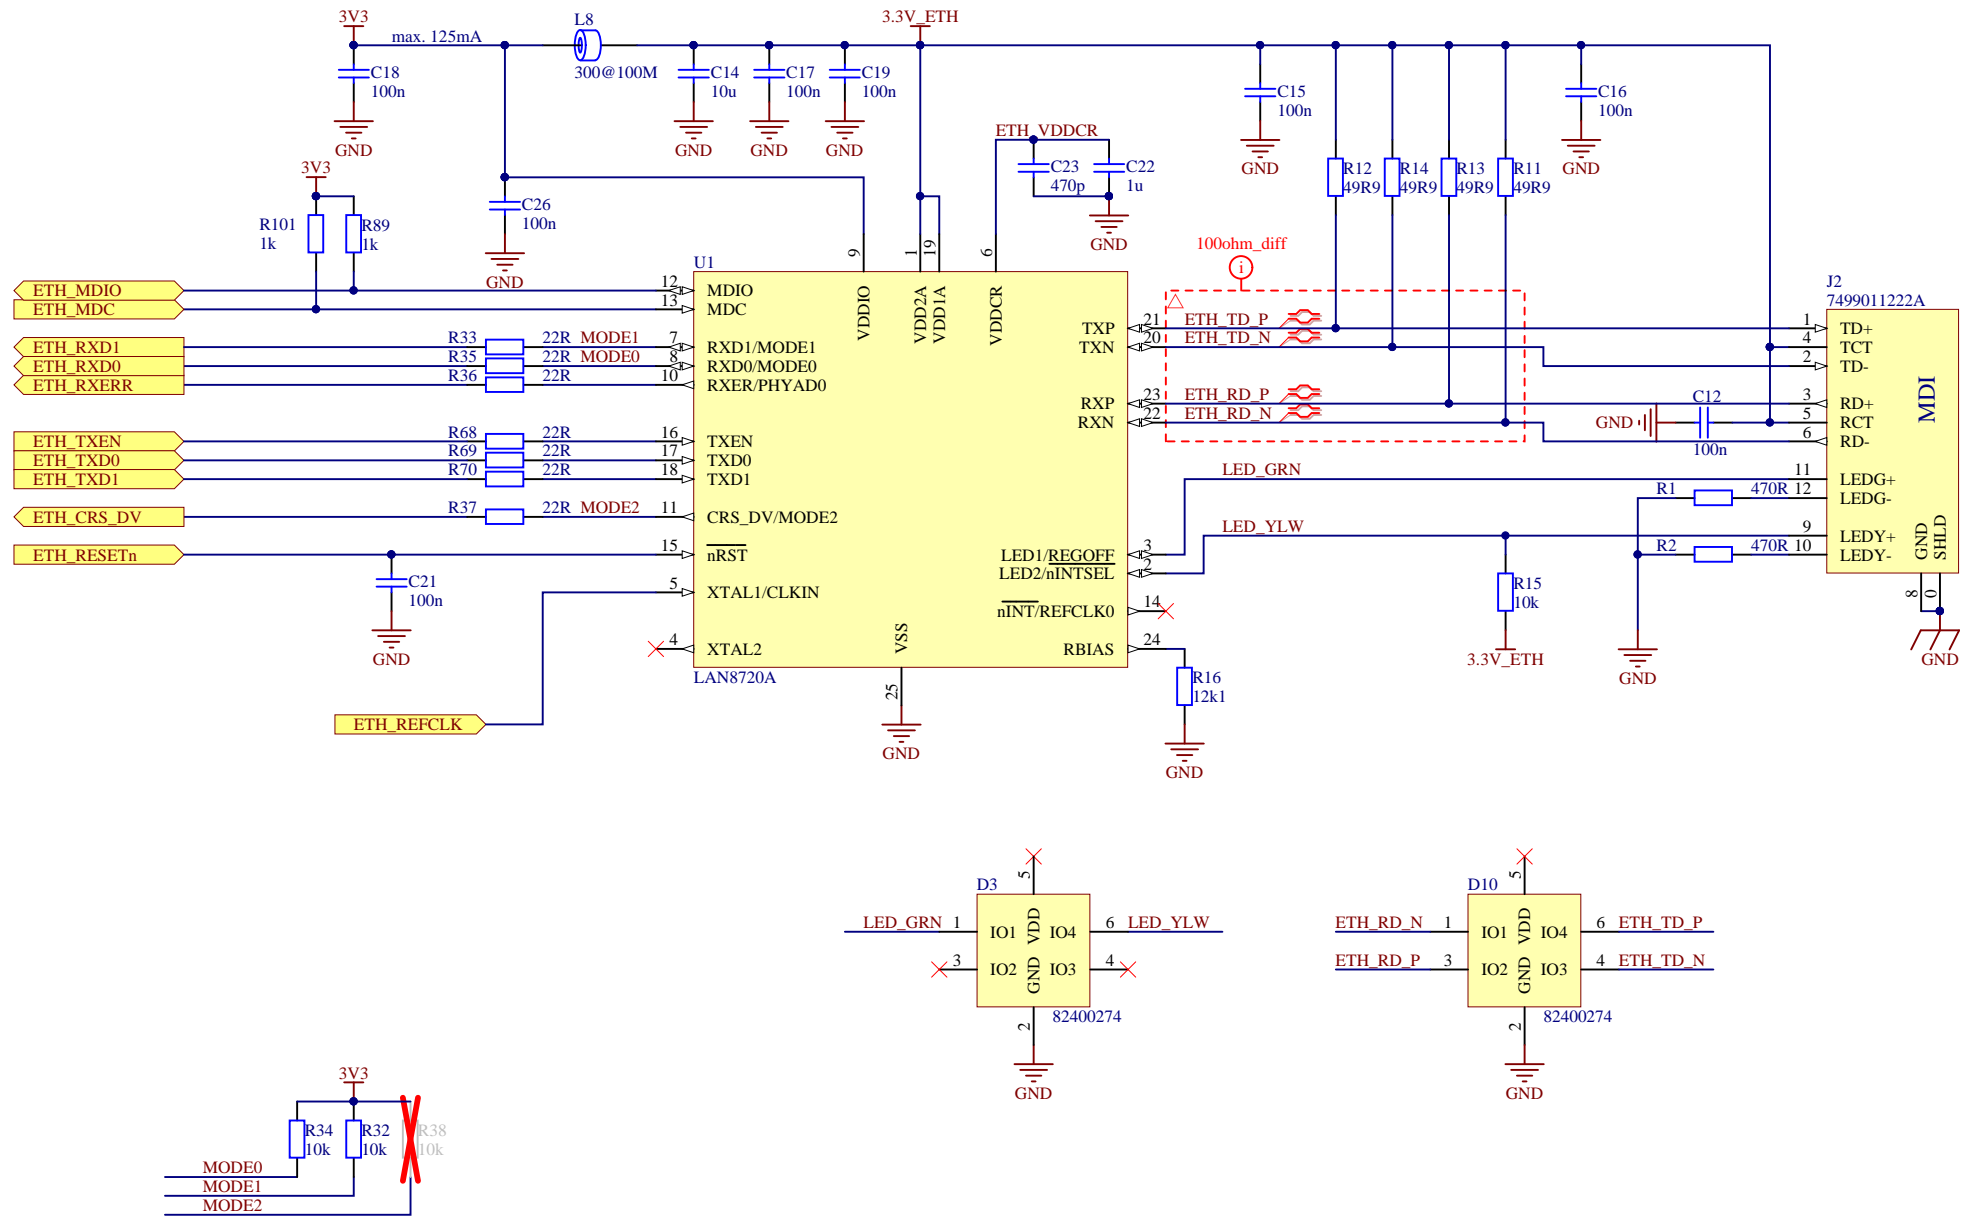 3V3
max. 125mA
L8
300@100M
3.3V_ETH
C18
100n
GND
C14
10u
GND
C17
100n
GND
C19
100n
GND
C15
100n
GND
C16
100n
GND
ETH_VDDCR
C23
470p
C22
1u
GND
R12
49R9
R14
49R9
R13
49R9
R11
49R9
3V3
R101
1k
R89
1k
C26
100n
GND
100ohm_diff
i
U1
9
1
19
6
VDDIO
VDD2A
VDD1A
VDDCR
ETH_MDIO
12
MDIO
ETH_MDC
13
MDC
ETH_RXD1
R33
22R
MODE1
7
RXD1/MODE1
ETH_RXD0
R35
22R
MODE0
8
RXD0/MODE0
ETH_RXERR
R36
22R
10
RXER/PHYAD0
ETH_TXEN
R68
22R
16
TXEN
ETH_TXD0
R69
22R
17
TXD0
ETH_TXD1
R70
22R
18
TXD1
ETH_CRS_DV
R37
22R
MODE2
11
CRS_DV/MODE2
ETH_RESETn
15
nRST
C21
100n
GND
5
XTAL1/CLKIN
4
XTAL2
ETH_REFCLK
VSS
25
GND
LAN8720A
TXP
21
ETH_TD_P
TXN
20
ETH_TD_N
RXP
23
ETH_RD_P
RXN
22
ETH_RD_N
LED1/REGOFF
3
LED_GRN
LED2/nINTSEL
2
LED_YLW
nINT/REFCLK0
14
RBIAS
24
R16
12k1
GND
R15
10k
3.3V_ETH
GND
C12
100n
R1
470R
R2
470R
GND
J2
7499011222A
1
TD+
4
TCT
2
TD-
3
RD+
5
RCT
6
RD-
MDI
11
LEDG+
12
LEDG-
9
LEDY+
10
LEDY-
GND
SHLD
8
0
GND
D3
LED_GRN
1
IO1
3
IO2
5
VDD
GND
2
IO4
6
LED_YLW
IO3
4
82400274
GND
D10
ETH_RD_N
1
IO1
ETH_RD_P
3
IO2
5
VDD
GND
2
IO4
6
ETH_TD_P
IO3
4
ETH_TD_N
82400274
GND
3V3
R34
10k
R32
10k
R38
10k
MODE0
MODE1
MODE2